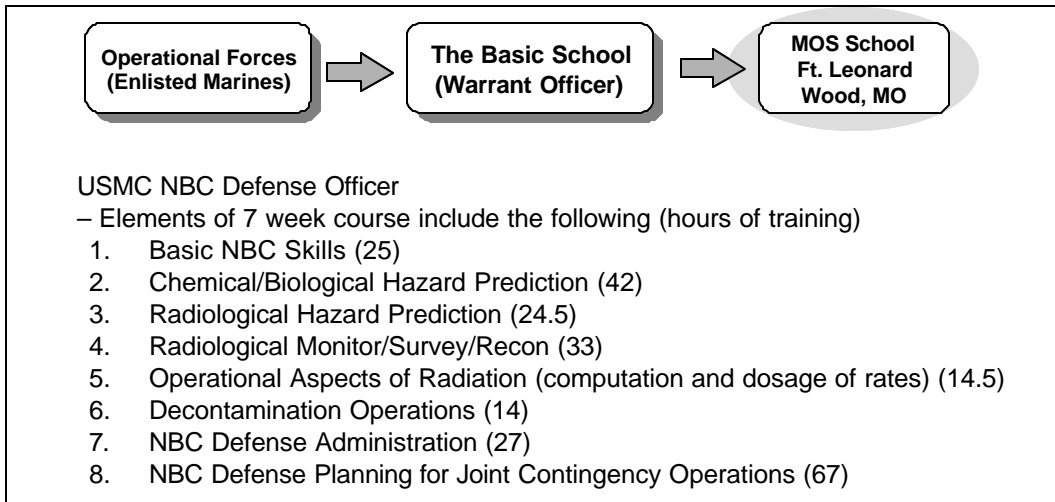 Operational Forces
(Enlisted Marines)
The Basic School
(Warrant Officer)
MOS School
Ft. Leonard
Wood, MO
USMC NBC Defense Officer
– Elements of 7 week course include the following (hours of training)
1. Basic NBC Skills (25)
2. Chemical/Biological Hazard Prediction (42)
3. Radiological Hazard Prediction (24.5)
4. Radiological Monitor/Survey/Recon (33)
5. Operational Aspects of Radiation (computation and dosage of rates) (14.5)
6. Decontamination Operations (14)
7. NBC Defense Administration (27)
8. NBC Defense Planning for Joint Contingency Operations (67)